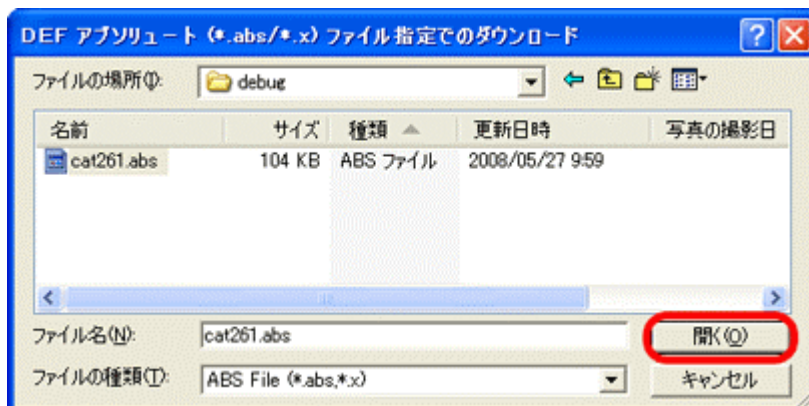 DEF アブソリュート (*.abs/*.x) ファイル指定でのダウンロード
ファイルの場所(I): debug
名前 サイズ 種類 更新日時 写真の撮影日
cat261.abs 104 KB ABS ファイル 2008/05/27 9:59
ファイル名(N): cat261.abs 開く(O)
ファイルの種類(T): ABS File (*.abs,*.x) キャンセル